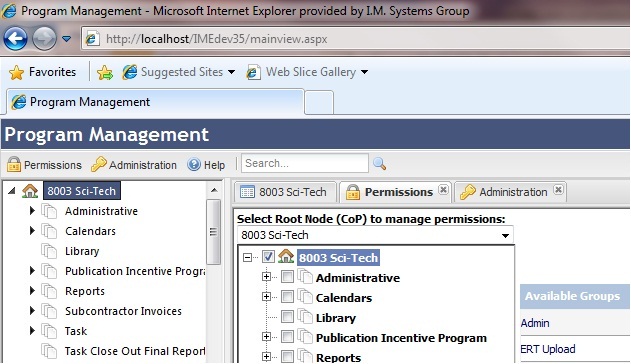 Program Management - Microsoft Internet Explorer provided by I.M. Systems Group
http://localhost/IMEdev35/mainview.aspx
Favorites Suggested Sites Web Slice Gallery
Program Management
Program Management
Permissions Administration Help Search...
8003 Sci-Tech
Administrative
Calendars
Library
Publication Incentive Progra
Reports
Subcontractor Invoices
Task
Task Close Out Final Report
8003 Sci-Tech Permissions Administration
Select Root Node (CoP) to manage permissions:
8003 Sci-Tech
8003 Sci-Tech
Administrative
Calendars
Library
Publication Incentive Program
Reports
Available Groups
Admin
ERT Upload